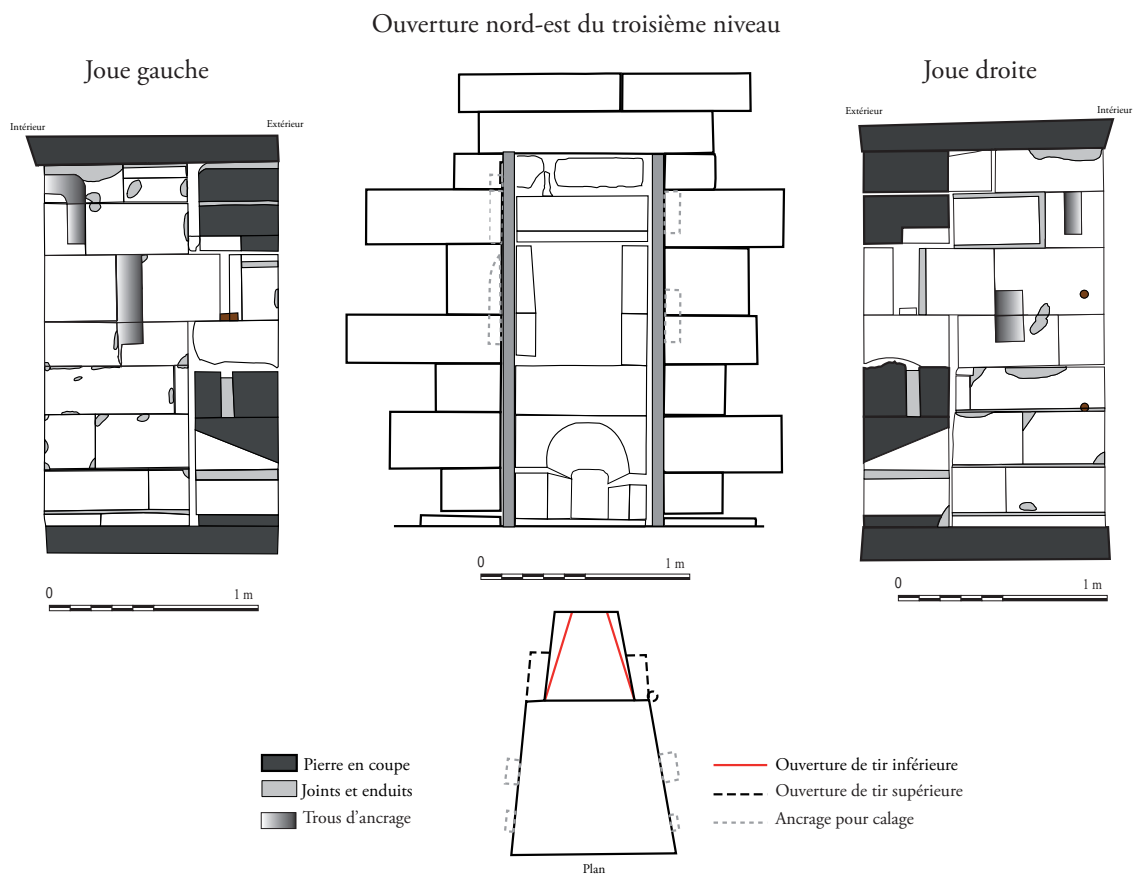 Ouverture nord-est du troisième niveau
Joue gauche
Joue droite
Intérieur
Extérieur
Extérieur
Intérieur
0
1 m
0
1 m
0
1 m
Pierre en coupe
Joints et enduits
Trous d’ancrage
Ouverture de tir inférieure
Ouverture de tir supérieure
Ancrage pour calage
Plan